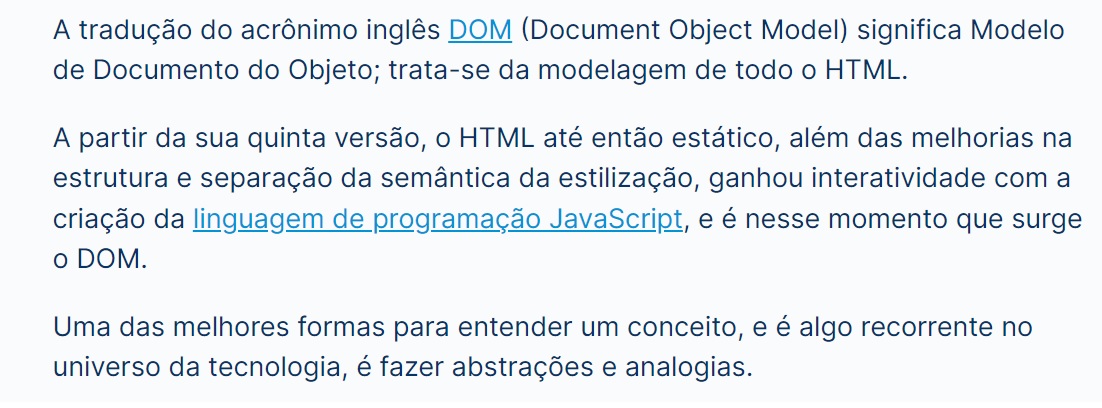 A tradução do acrônimo inglês DOM (Document Object Model) significa Modelo
de Documento do Objeto; trata-se da modelagem de todo o HTML.
A partir da sua quinta versão, o HTML até então estático, além das melhorias na
estrutura e separação da semântica da estilização, ganhou interatividade com a
criação da linguagem de programação JavaScript, e é nesse momento que surge
o DOM.
Uma das melhores formas para entender um conceito, e é algo recorrente no
universo da tecnologia, é fazer abstrações e analogias.